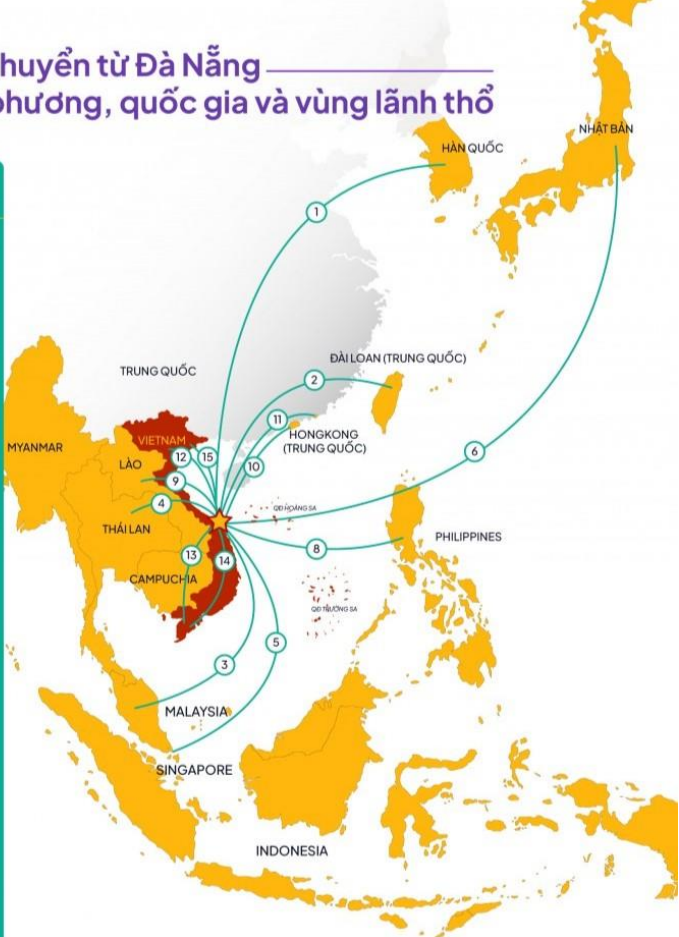 huyển từ Đà Nẵng
phương, quốc gia và vùng lãnh thổ
NHẬT BẢN
HÀN QUỐC
1
ĐÀI LOAN (TRUNG QUỐC)
TRUNG QUỐC
2
11
HONGKONG
(TRUNG QUỐC)
VIETNAM
MYANMAR
6
12
15
LÀO
10
9
4
QĐ HOÀNG SA
THÁI LAN
PHILIPPINES
8
13
14
CAMPUCHIA
QĐ TRƯỜNG SA
5
3
MALAYSIA
SINGAPORE
INDONESIA